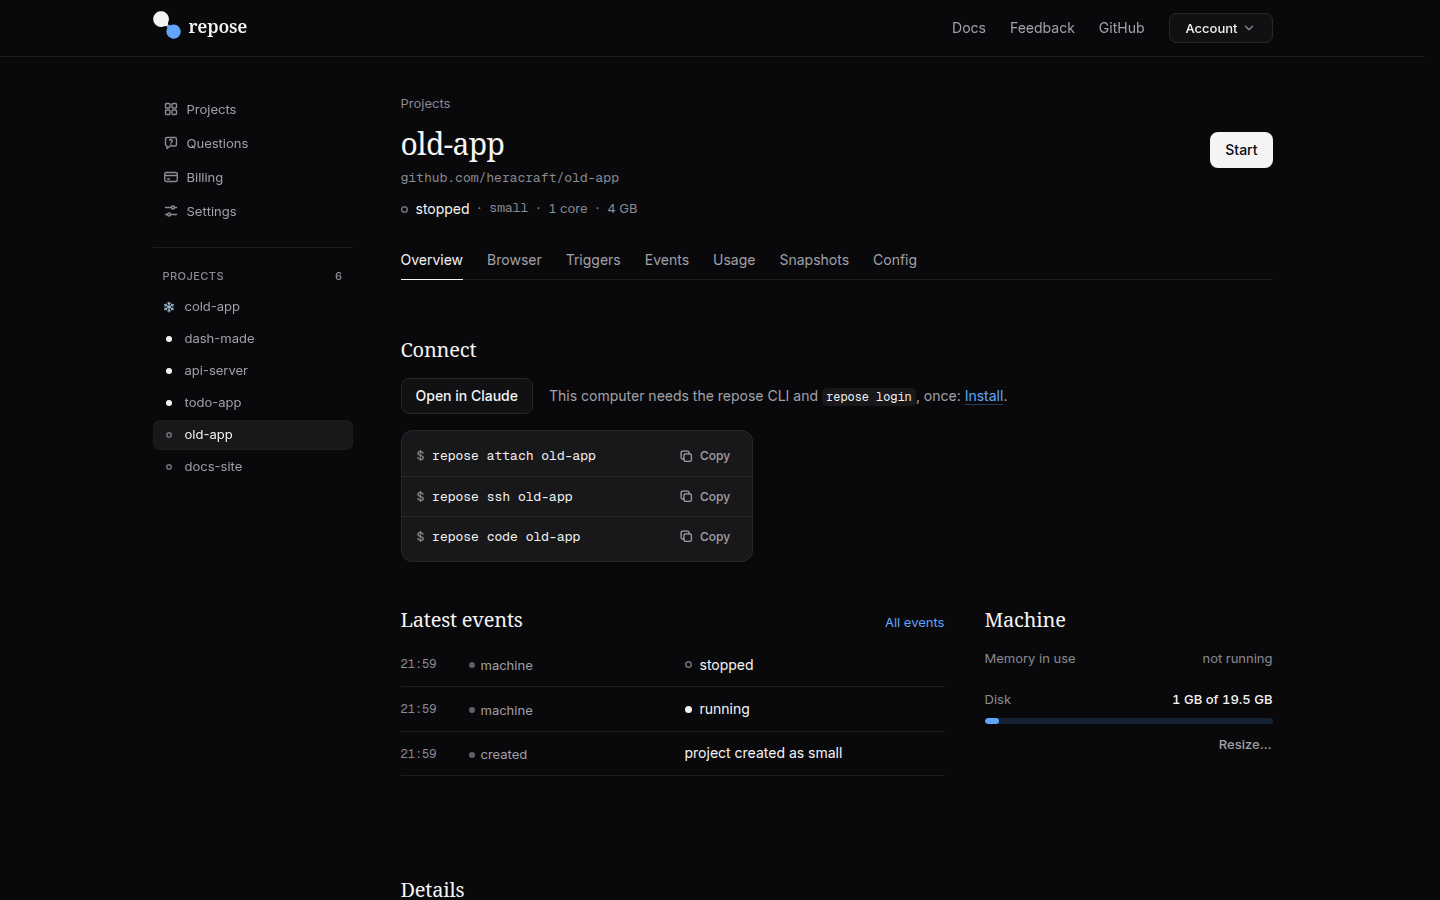 repose
Docs
Feedback
GitHub
Account
Projects
Questions
Billing
Settings
PROJECTS 6
cold-app
dash-made
api-server
todo-app
old-app
docs-site
Projects
old-app
github.com/heracraft/old-app
stopped · small · 1 core · 4 GB
Start
Overview
Browser
Triggers
Events
Usage
Snapshots
Config
Connect
Open in Claude
This computer needs the repose CLI and repose login, once: Install.
$ repose attach old-app Copy
$ repose ssh old-app Copy
$ repose code old-app Copy
Latest events
All events
21:59 machine stopped
21:59 machine running
21:59 created project created as small
Machine
Memory in use not running
Disk 1 GB of 19.5 GB
Resize...
Details